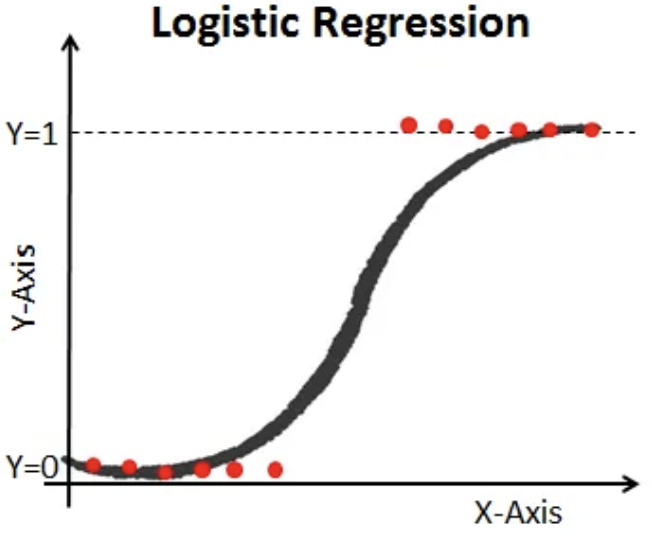 Logistic Regression
Y=1
Y-Axis
Y=0
X-Axis